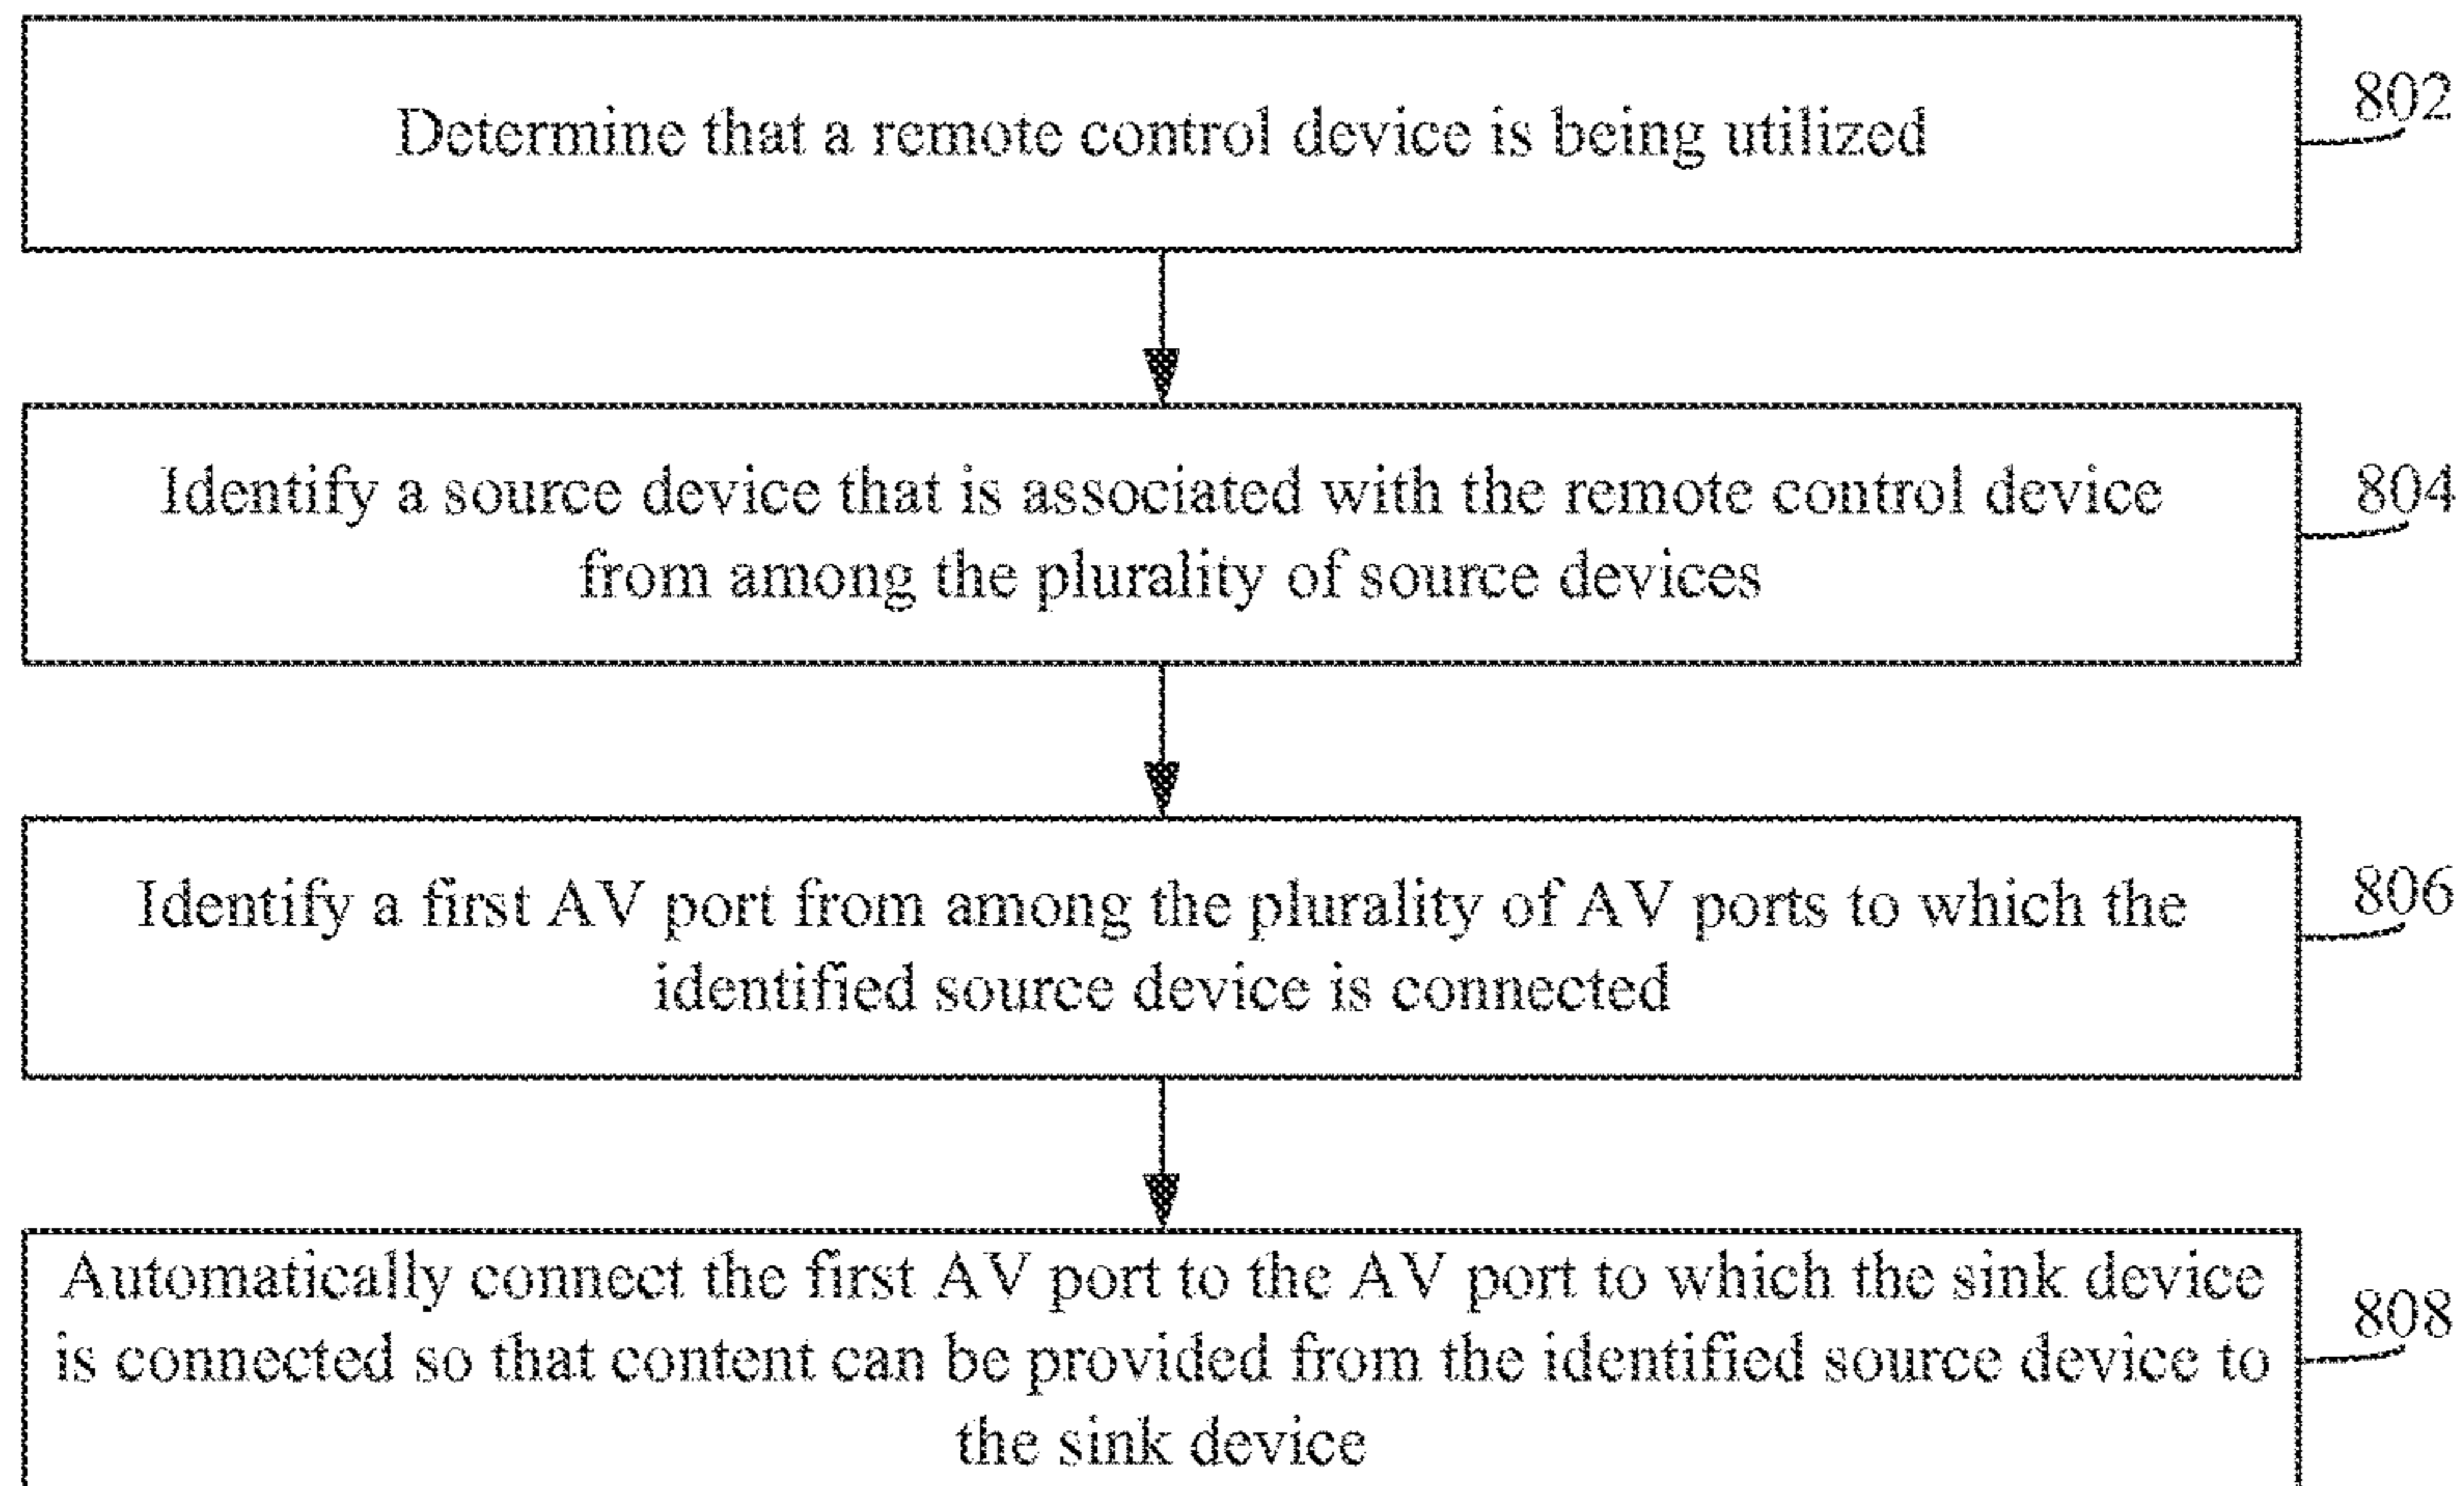 Determine that a remote control device is being utilized
802
Identify a source device that is associated with the remote control device
from among the plurality of source devices
804
Identify a first AV port from among the plurality of AV ports to which the
identified source device is connected
806
Automatically connect the first AV port to the AV port to which the sink device
is connected so that content can be provided from the identified source device to
the sink device
808